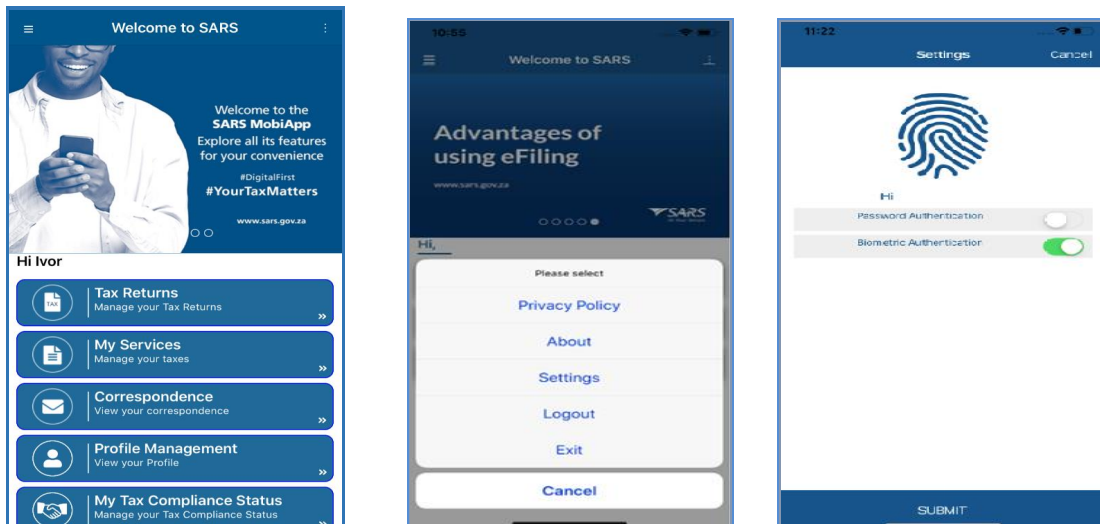 Welcome to SARS
Welcome to the
SARS MobiApp
Explore all its features
for your convenience
#DigitalFirst
#YourTaxMatters
www.sars.gov.za
Hi Ivor
TAX
Tax Returns
Manage your Tax Returns
My Services
Manage your taxes
Correspondence
View your correspondence
Profile Management
View your Profile
My Tax Compliance Status
Manage your Tax Compliance Status
10:55
Welcome to SARS
Advantages of
using eFiling
www.sars.gov.za
SARS
Hi,
Please select
Privacy Policy
About
Settings
Logout
Exit
Cancel
11:22
Settings
Cancel
Hi
Password Authentication
Biometric Authentication
SUBMIT